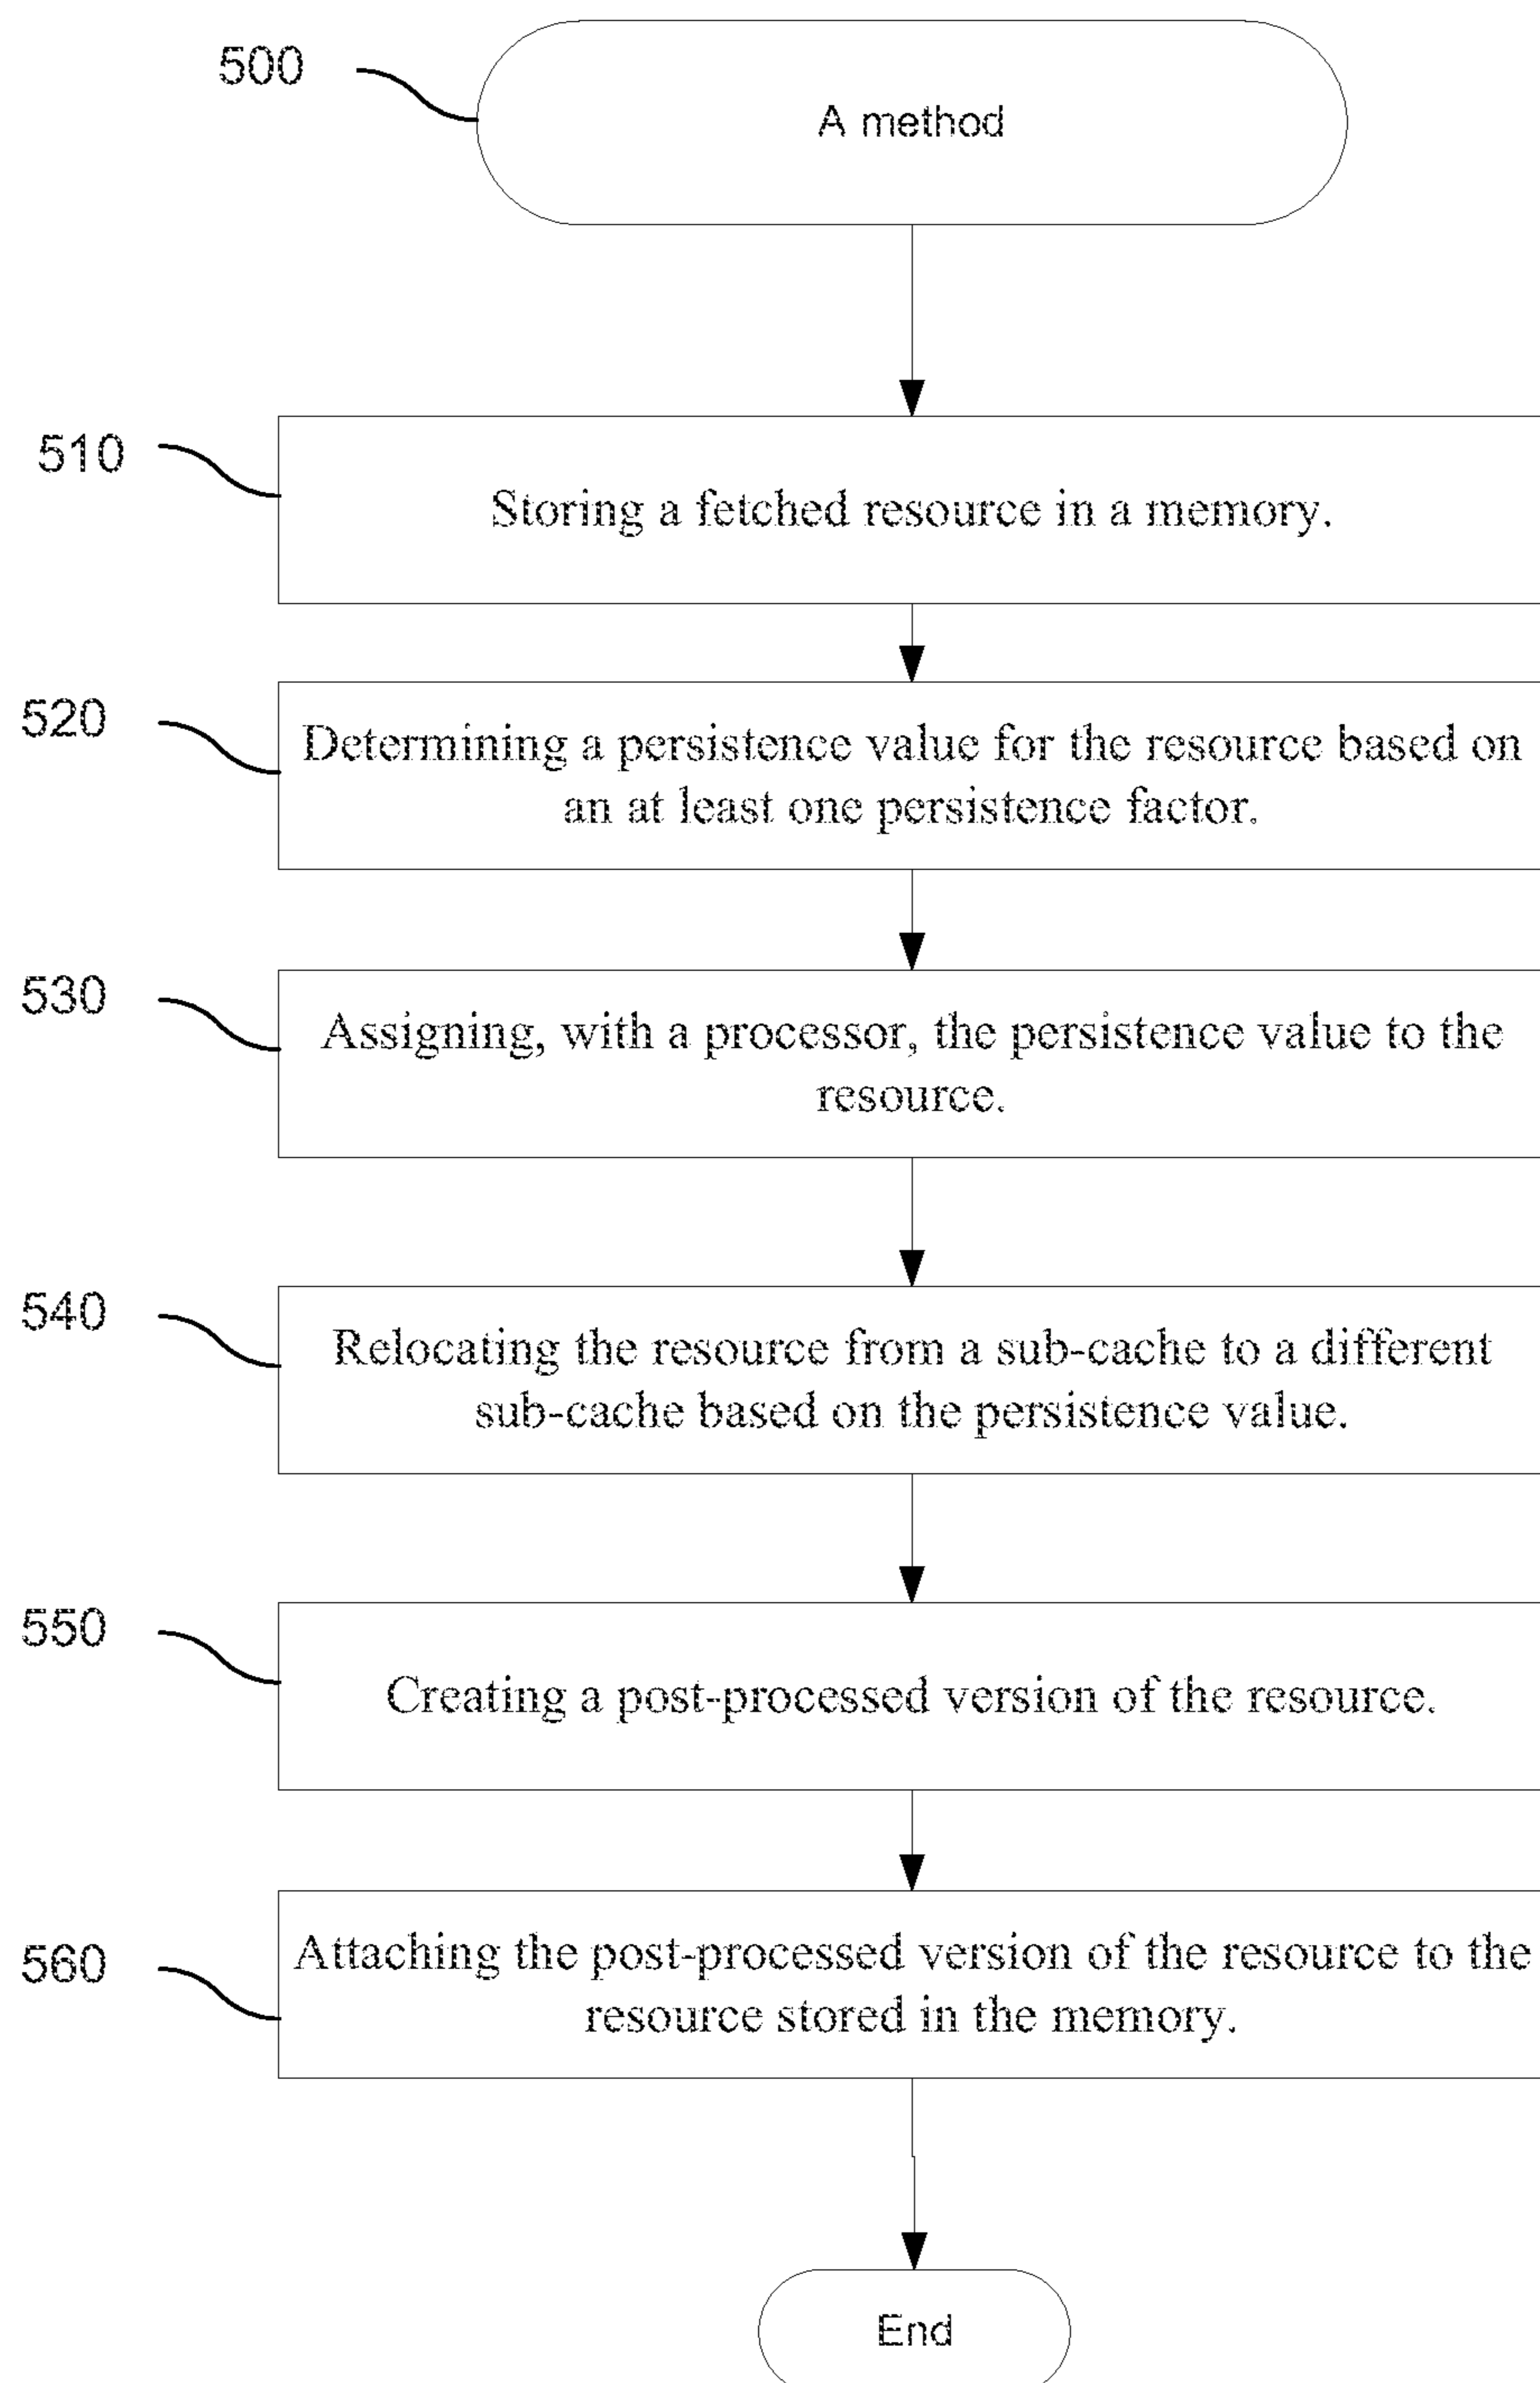 500
A method
510
Storing a fetched resource in a memory.
520
Determining a persistence value for the resource based on
an at least one persistence factor.
530
Assigning, with a processor, the persistence value to the
resource.
540
Relocating the resource from a sub-cache to a different
sub-cache based on the persistence value.
550
Creating a post-processed version of the resource.
560
Attaching the post-processed version of the resource to the
resource stored in the memory.
End